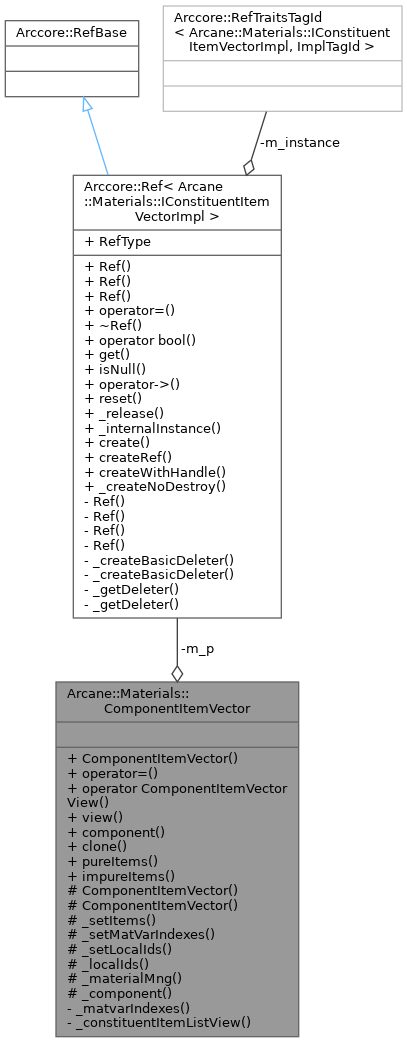 Arccore::RefBase
Arccore::RefTraitsTagId
< Arcane::Materials::IConstituent
ItemVectorImpl, ImplTagId >
-m_instance
Arccore::Ref< Arcane
::Materials::IConstituentItem
VectorImpl >
+ RefType
+ Ref()
+ Ref()
+ Ref()
+ operator=()
+ ~Ref()
+ operator bool()
+ get()
+ isNull()
+ operator->()
+ reset()
+ _release()
+ _internalInstance()
+ create()
+ createRef()
+ createWithHandle()
+ _createNoDestroy()
- Ref()
- Ref()
- Ref()
- Ref()
- _createBasicDeleter()
- _createBasicDeleter()
- _getDeleter()
- _getDeleter()
-m_p
Arcane::Materials::
ComponentItemVector
+ ComponentItemVector()
+ operator=()
+ operator ComponentItemVector
View()
+ view()
+ component()
+ clone()
+ pureItems()
+ impureItems()
# ComponentItemVector()
# ComponentItemVector()
# _setItems()
# _setMatVarIndexes()
# _setLocalIds()
# _localIds()
# _materialMng()
# _component()
- _matvarIndexes()
- _constituentItemListView()